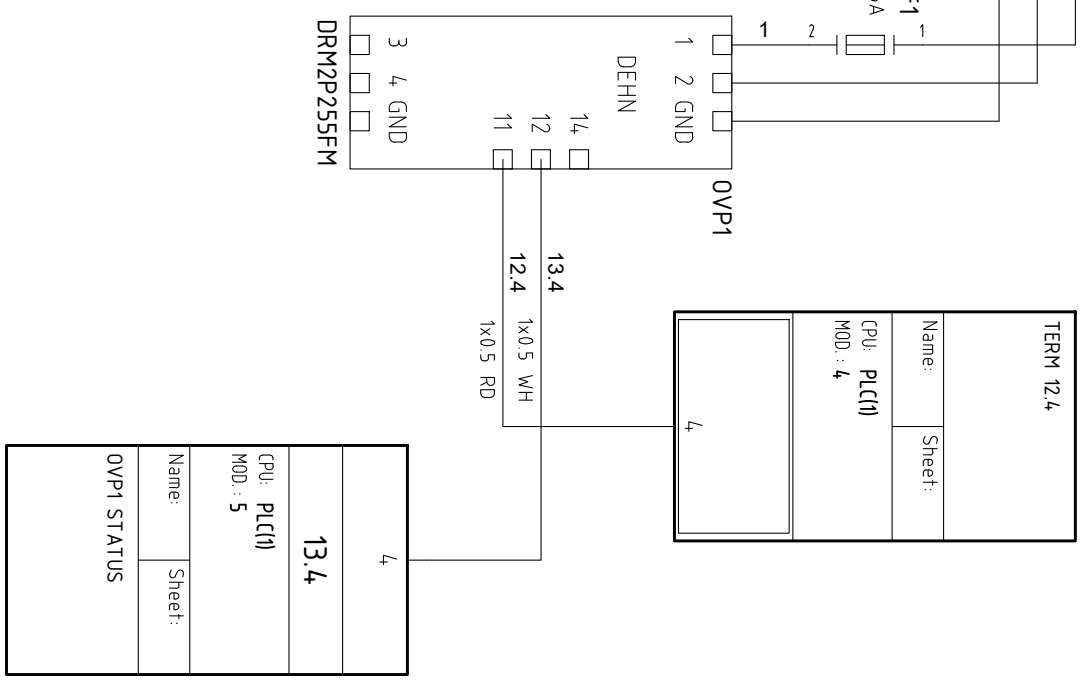 F1
1
2
1
1
2
GND
DEHN
3
4
GND
11
12
14
DRM2P255FM
OVP1
13.4
12.4
1x0.5 WH
1x0.5 RD
TERM 12.4
Name:
Sheet:
CPU: PLC(1)
MOD.: 4
4
4
13.4
CPU: PLC(1)
MOD.: 5
Name:
Sheet:
OVP1 STATUS